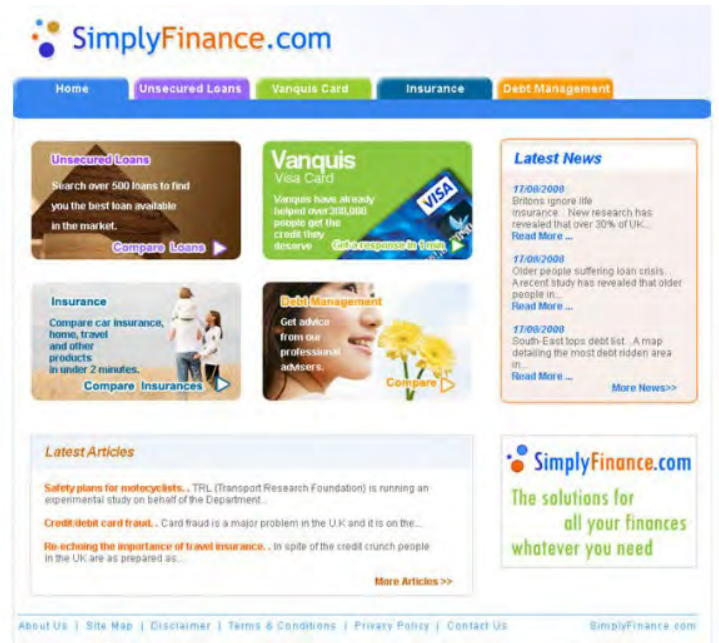 SimplyFinance.com
Home
Unsecured Loans
Vanquis Card
Insurance
Debt Management
Unsecured Loans
Search over 500 loans to find
you the best loan available
in the market.
Compare Loans
Vanquis
Visa Card
Vanquis have already
helped over 300,000
people get the
credit they
deserve
Get a response in 1 min
VISA
Insurance
Compare car insurance,
home, travel
and other
products
in under 2 minutes.
Compare Insurances
Debt Management
Get advice
from our
professional
advisers.
Compare
Latest News
17/08/2008
Britons ignore life
insurance... New research has
revealed that over 30% of UK...
Read More ...
17/08/2008
Older people suffering loan crisis...
A recent study has revealed that older
people in...
17/08/2008
South-East tops debt list...A map
detailing the most debt ridden area
in...
Read More ...
More News>>
Latest Articles
Safety plans for motocyclists. . TRL (Transport Research Foundation) is running an
experimental study on behalf of the Department...
Credit/debit card fraud. . Card fraud is a major problem in the U.K and it is on the...
Re-echoing the importance of travel insurance. . In spite of the credit crunch people
in the UK are as prepared as...
More Articles >>
SimplyFinance.com
The solutions for
all your finances
whatever you need
About Us | Site Map | Disclaimer | Terms & Conditions | Privacy Policy | Contact Us
SimplyFinance.com